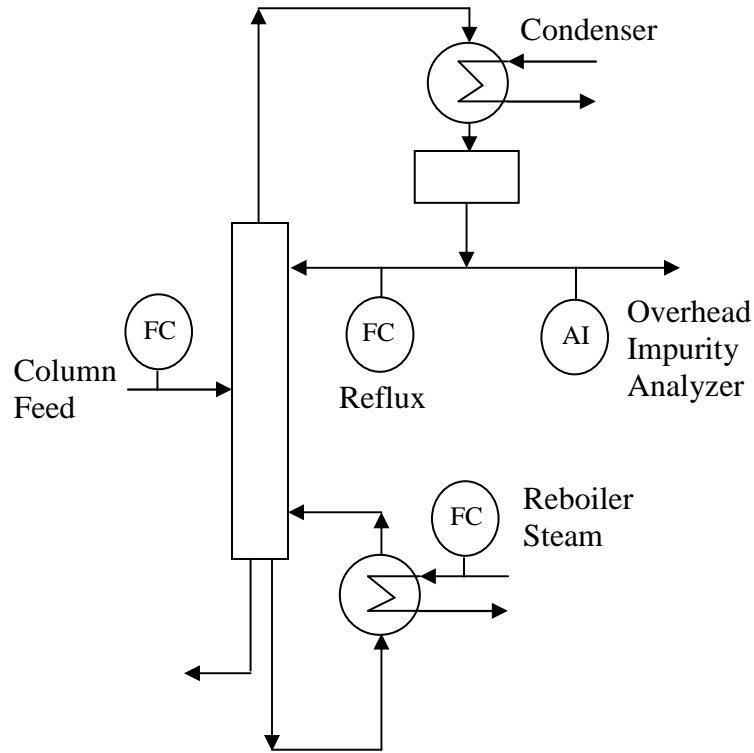 Condenser
FC
Column
Feed
FC
Reflux
AI
Overhead
Impurity
Analyzer
FC
Reboiler
Steam